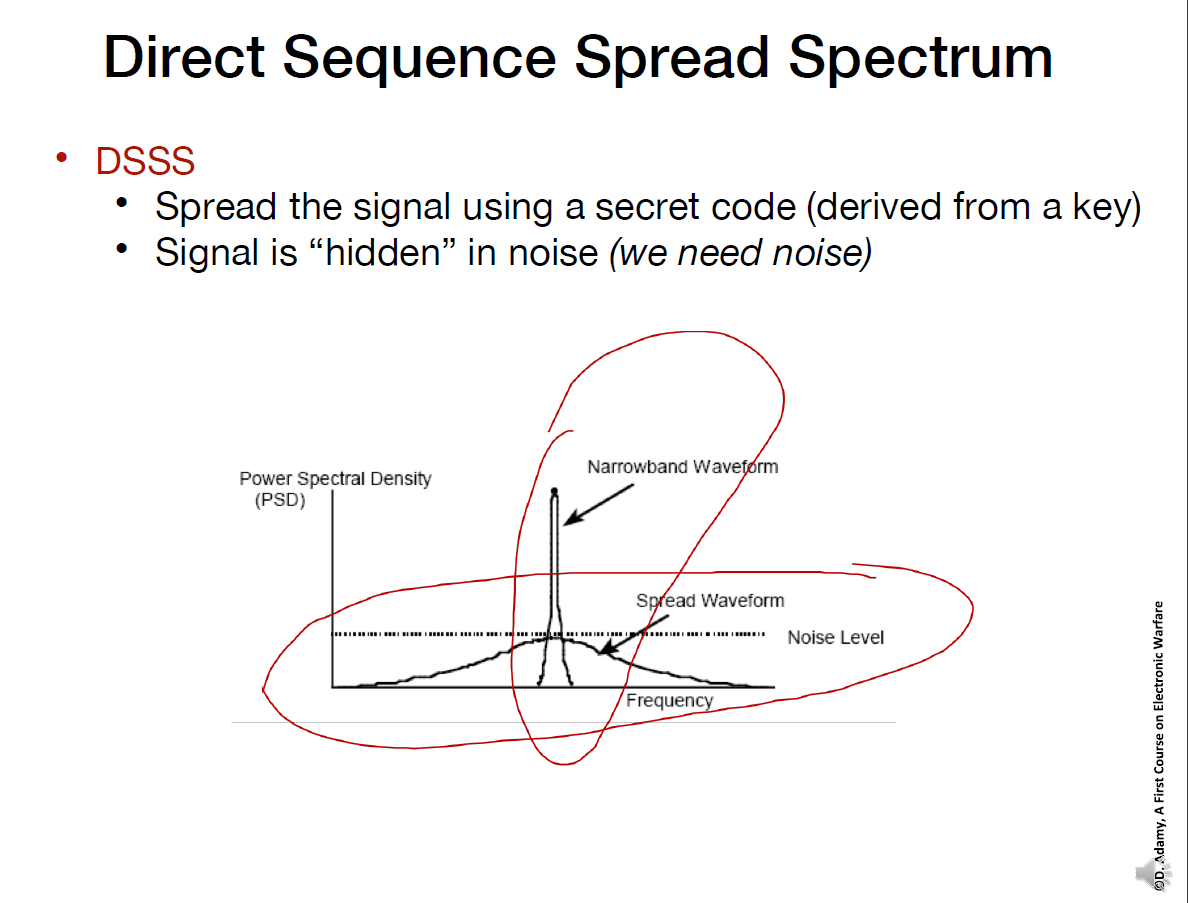 Direct Sequence Spread Spectrum
• DSSS
• Spread the signal using a secret code (derived from a key)
• Signal is “hidden” in noise (we need noise)
Narrowband Waveform
Power Spectral Density
(PSD)
Spread Waveform
Noise Level
Frequency
©D. Adamy, A First Course on Electronic Warfare